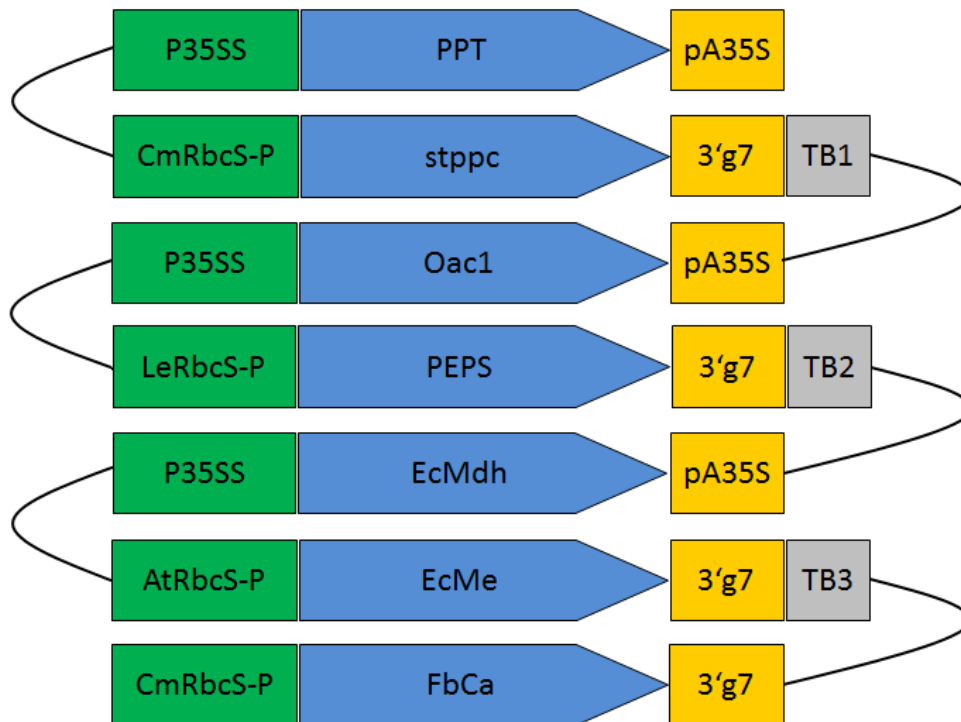 P35SS PPT pA35S
CmRbcS-P stppc 3‘g7 TB1
P35SS Oac1 pA35S
LeRbcS-P PEPS 3‘g7 TB2
P35SS EcMdh pA35S
AtRbcS-P EcMe 3‘g7 TB3
CmRbcS-P FbCa 3‘g7